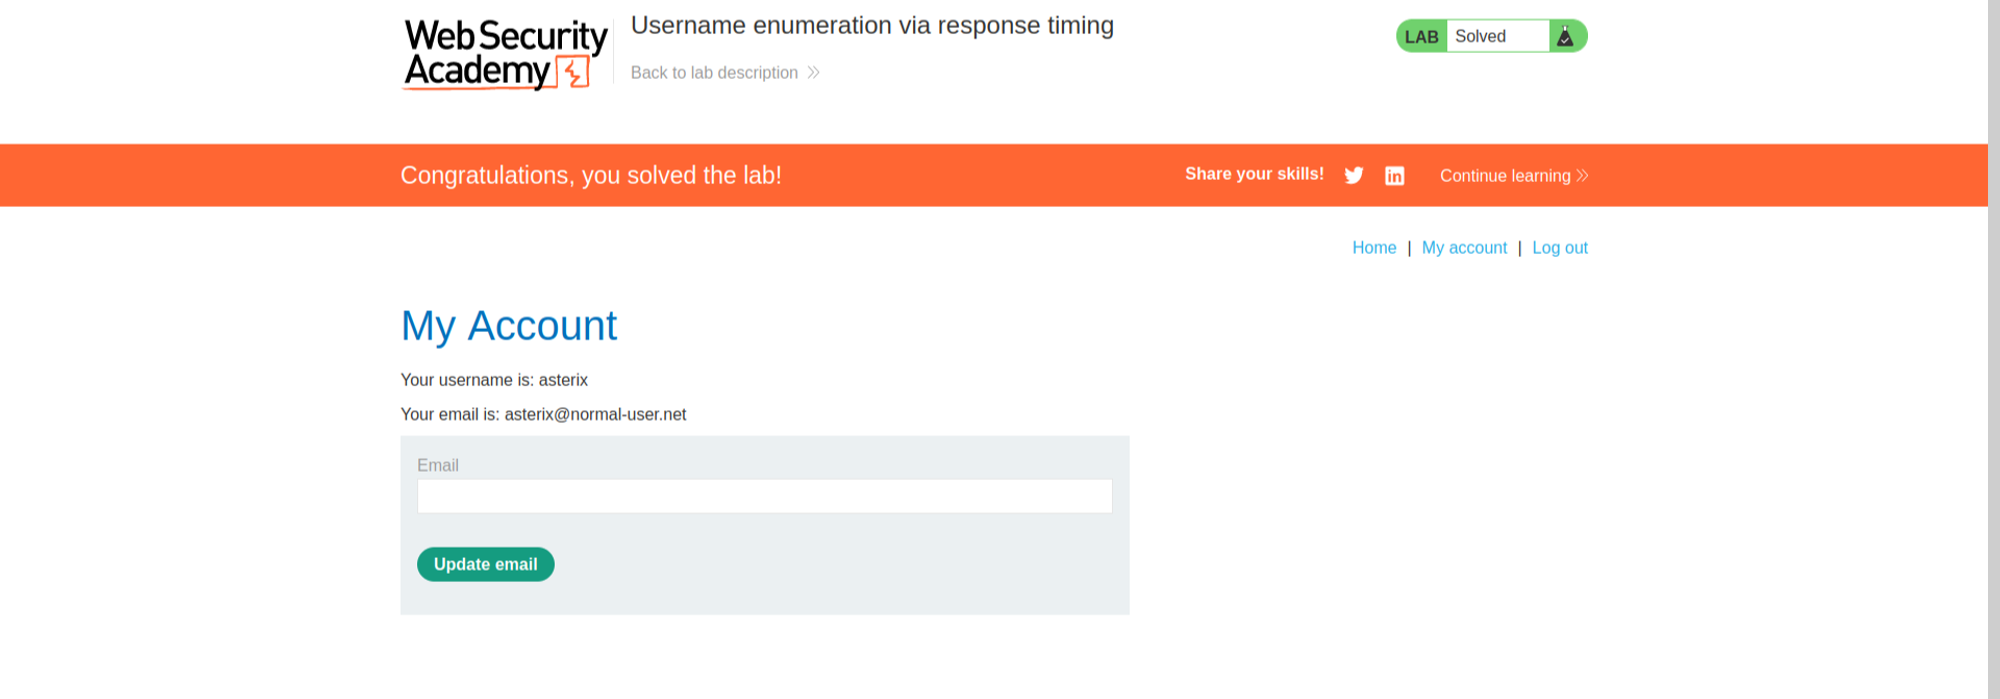 Web Security
Academy
Username enumeration via response timing
Back to lab description
LAB Solved
Congratulations, you solved the lab!
Share your skills!
Continue learning
Home | My account | Log out
My Account
Your username is: asterix
Your email is: asterix@normal-user.net
Email
Update email